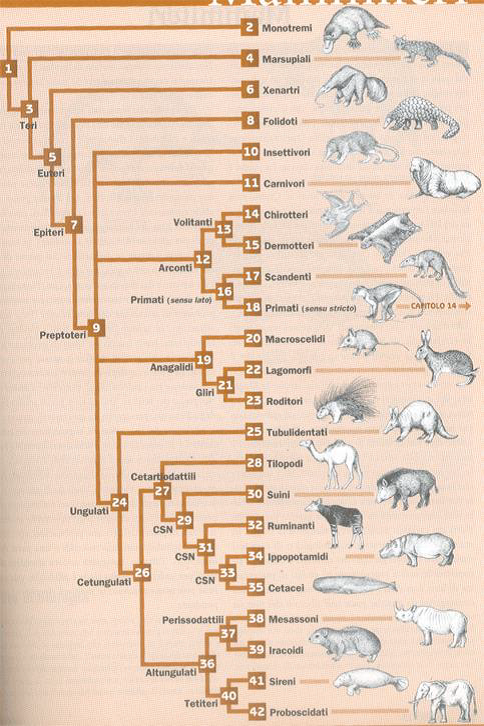 2 Monotremi
4 Marsupiali
1
3
Teri
6 Xenartri
8 Folidoti
5
Euteri
10 Insettivori
11 Carnivori
7
Epiteri
14 Chirotteri
Volitanti
13
15 Dermotteri
12
Arconti
17 Scandenti
16
Primati (sensu lato)
18 Primati (sensu stricto)
CAPITOLO 14
9
Preptoteri
20 Macroscelidi
19
Anagalidi
22 Lagomorfi
21
Gliri
23 Roditori
25 Tubulidentati
28 Tilopodi
Cetartiodattili
27
30 Suini
24
Ungulati
29
CSN
32 Ruminanti
31
CSN
34 Ippopotamidi
33
CSN
35 Cetacei
26
Cetungulati
38 Mesassoni
Perissodattili
37
39 Iracoidi
36
Altungulati
41 Sireni
40
Tetiteri
42 Proboscidati